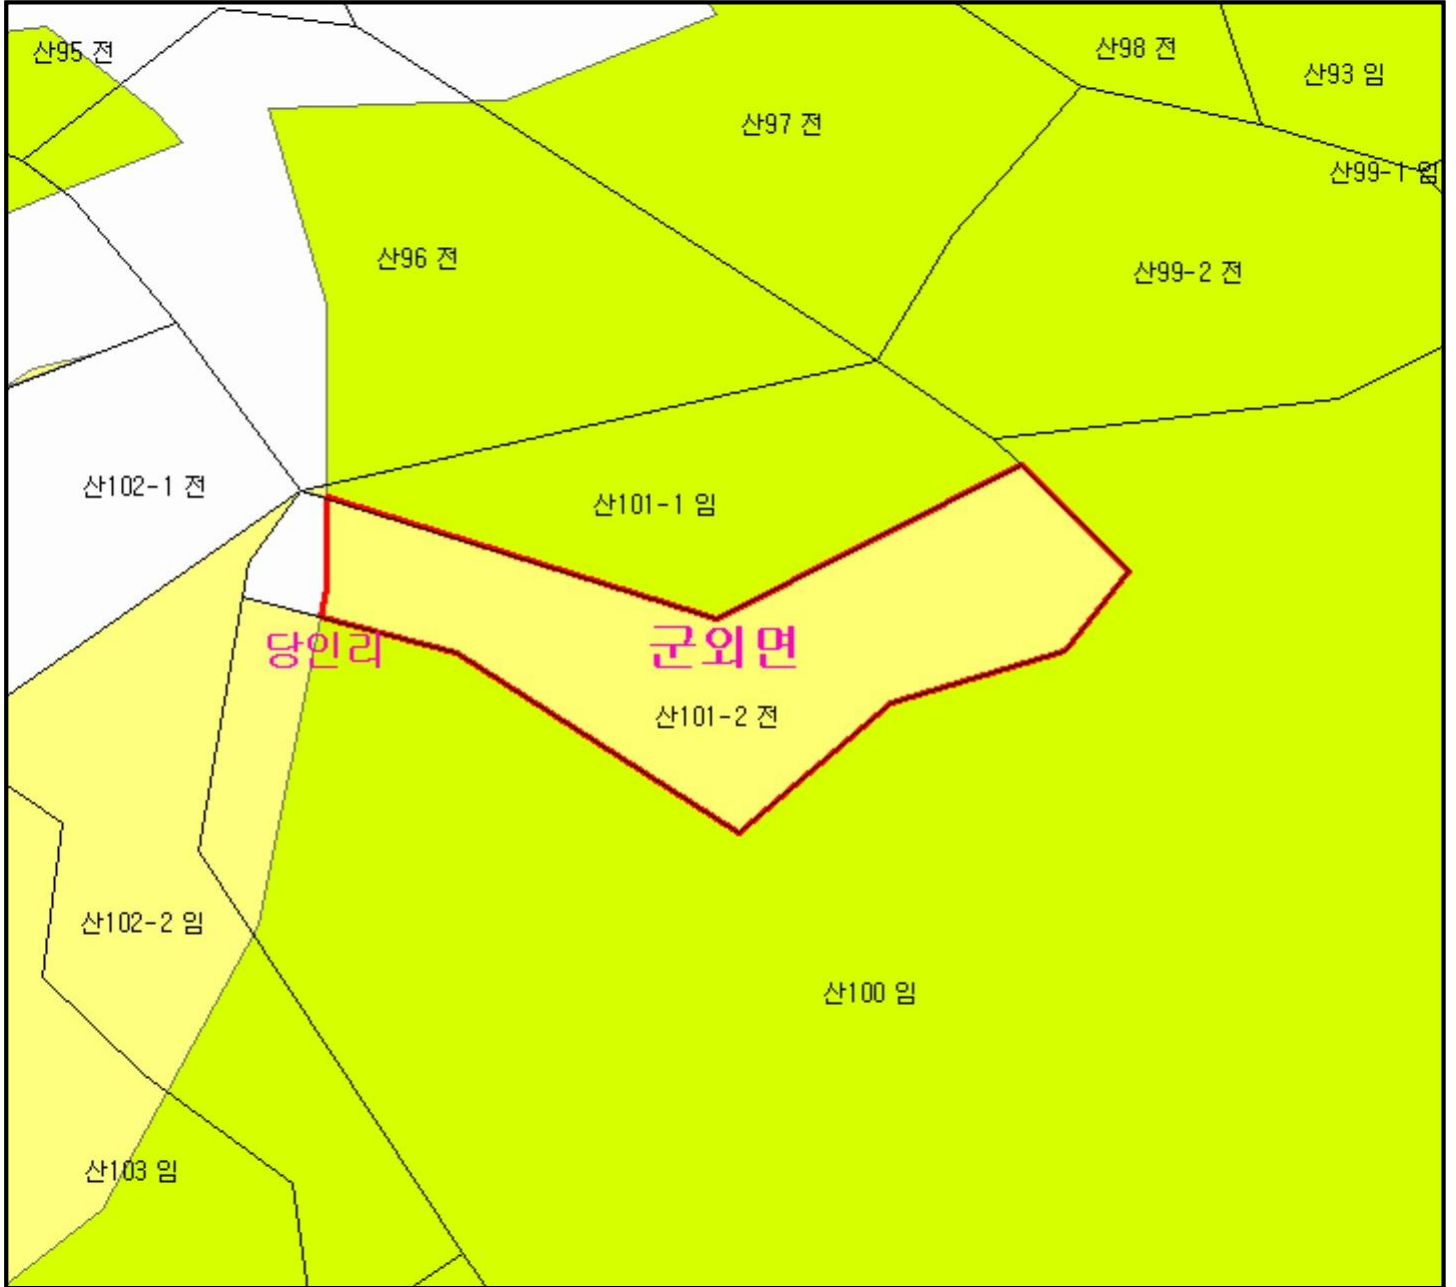 산95 전
산98 전
산93 임
산97 전
산99-1 임
산96 전
산99-2 전
산102-1 전
산101-1 임
당인리
군외면
산101-2 전
산102-2 임
산100 임
산103 임